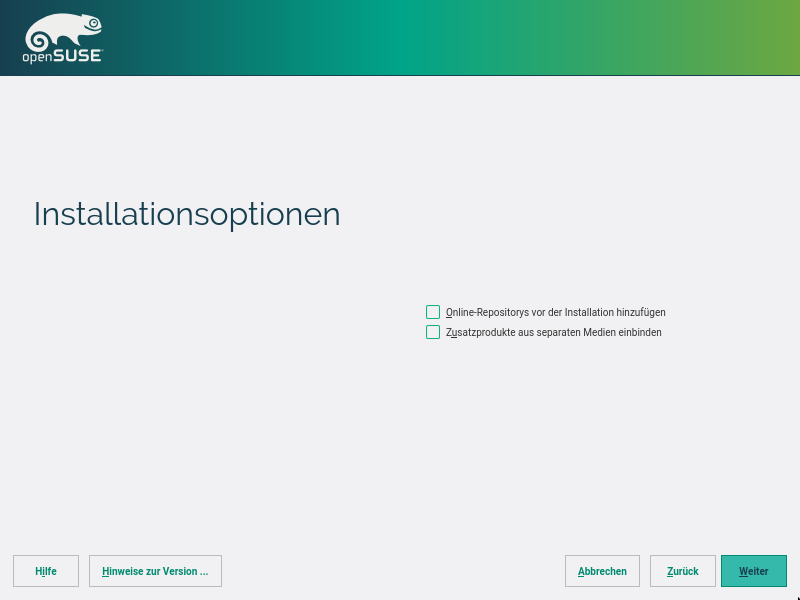 openSUSE
Installationsoptionen
Online-Repositorys vor der Installation hinzufügen
Zusatzprodukte aus separaten Medien einbinden
Hilfe
Hinweise zur Version ...
Abbrechen
Zurück
Weiter